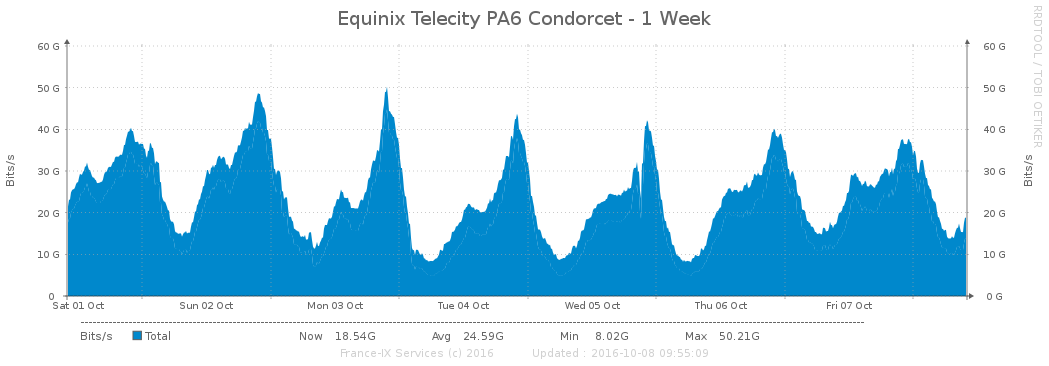 Equinix Telecity PA6 Condorcet - 1 Week
RRDTOOL / TOBI OETIKER
Bits/s
60 G
50 G
40 G
30 G
20 G
10 G
0
60 G
50 G
40 G
30 G
20 G
10 G
0 G
Bits/s
Sat 01 Oct Sun 02 Oct Mon 03 Oct Tue 04 Oct Wed 05 Oct Thu 06 Oct Fri 07 Oct
Bits/s Total Now 18.54G Avg 24.59G Min 8.02G Max 50.21G
France-IX Services (c) 2016 Updated : 2016-10-08 09:55:09